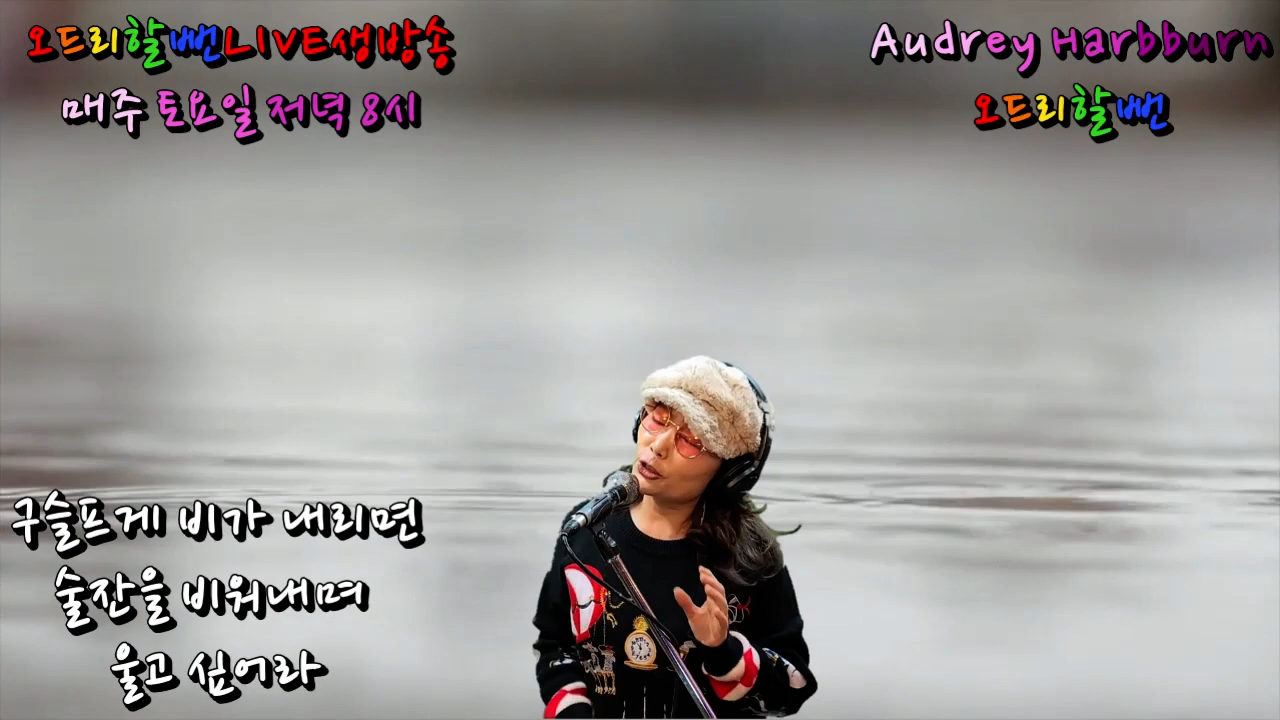 오드리할뻔LIVE생방송
매주 토요일 저녁 8시
Audrey Harbburn
오드리할뻔
구슬프게 비가 내리면
술잔을 비워내며
울고 싶어라